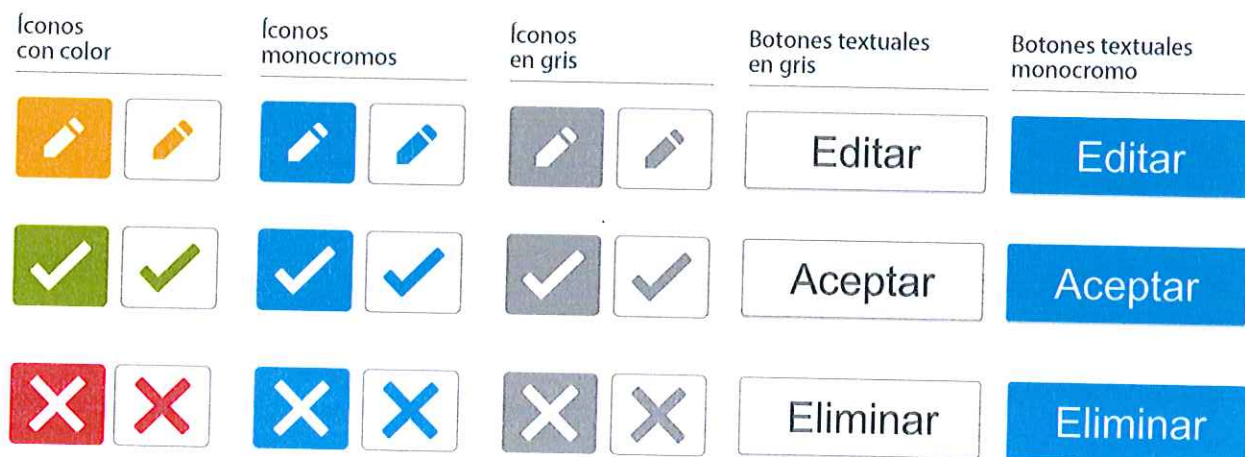 Íconos
con color
Íconos
monocromos
Íconos
en gris
Botones textuales
en gris
Botones textuales
monocromo
Editar
Editar
Aceptar
Aceptar
Eliminar
Eliminar